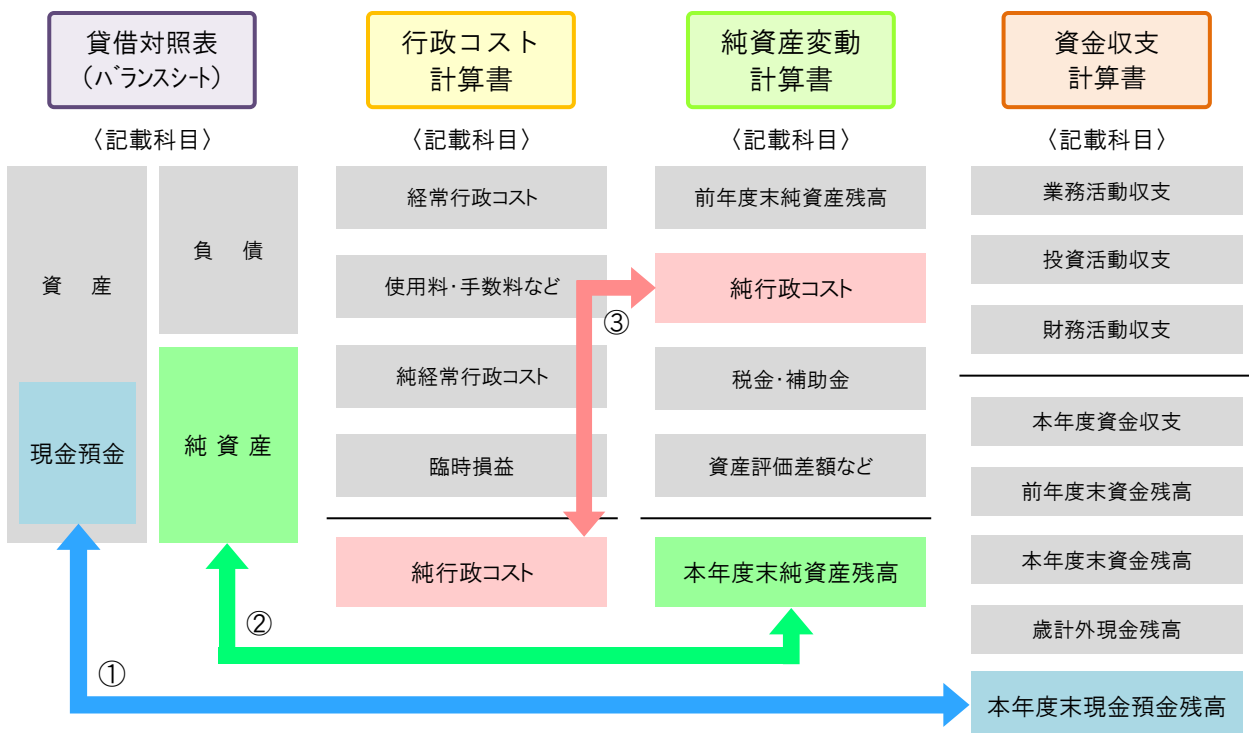 貸借対照表
（バランスシート）
行政コスト
計算書
純資産変動
計算書
資金収支
計算書
〈記載科目〉
〈記載科目〉
〈記載科目〉
〈記載科目〉
資　産
現金預金
負　債
純 資 産
経常行政コスト
使用料・手数料など
純経常行政コスト
臨時損益
純行政コスト
前年度末純資産残高
純行政コスト
税金・補助金
資産評価差額など
本年度末純資産残高
業務活動収支
投資活動収支
財務活動収支
本年度資金収支
前年度末資金残高
本年度末資金残高
歳計外現金残高
本年度末現金預金残高
③
②
①